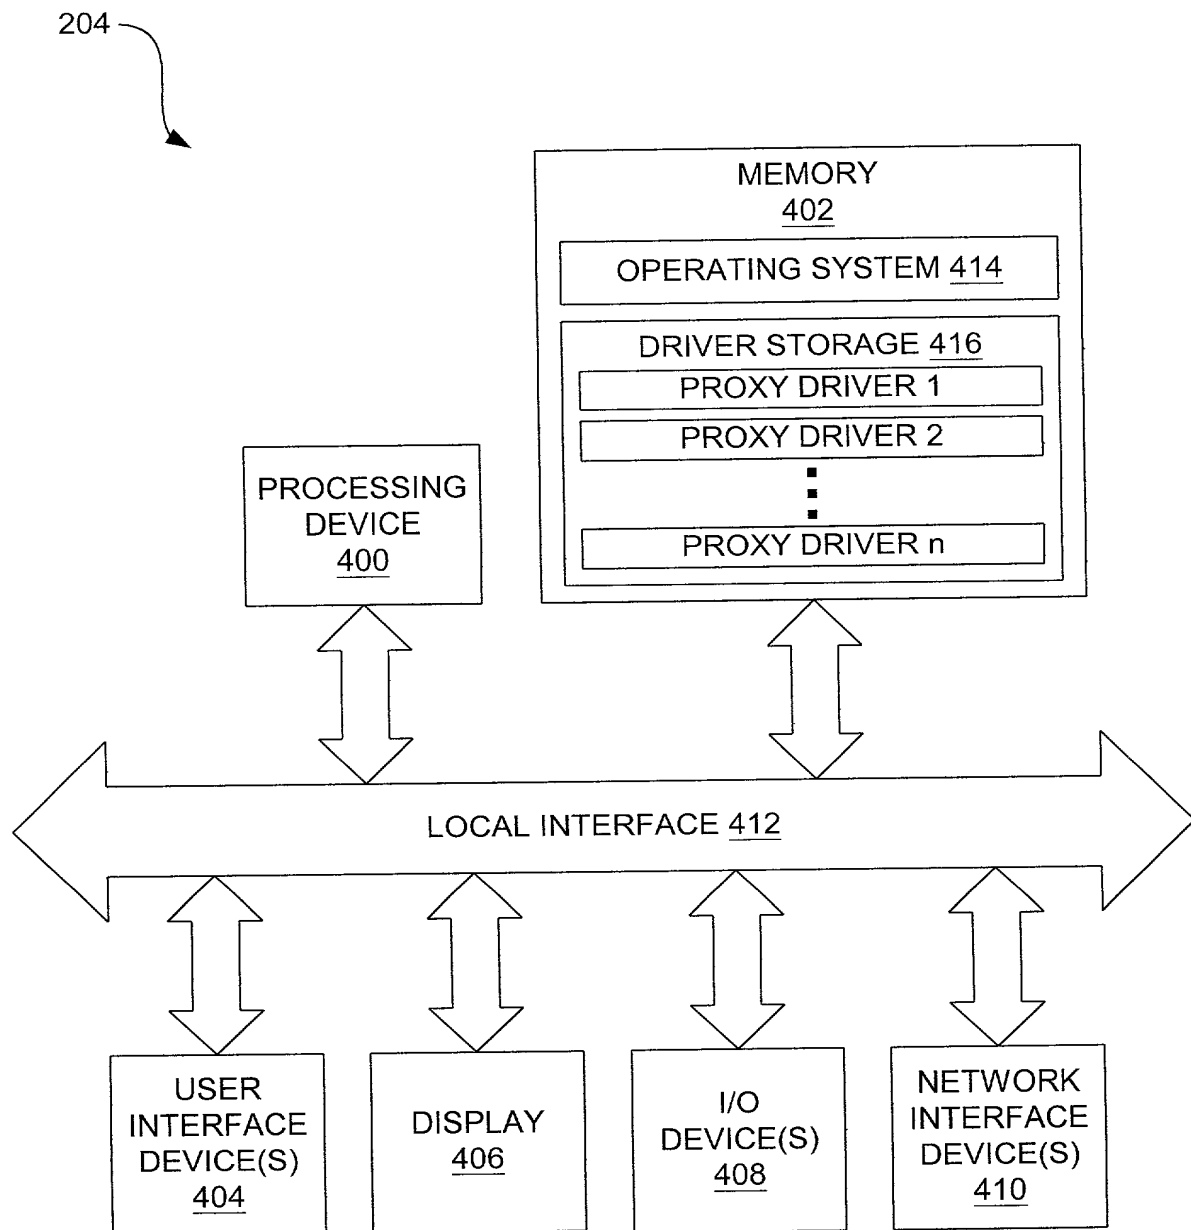 204
MEMORY
402
OPERATING SYSTEM 414
DRIVER STORAGE 416
PROXY DRIVER 1
PROXY DRIVER 2
PROXY DRIVER n
PROCESSING
DEVICE
400
LOCAL INTERFACE 412
USER
INTERFACE
DEVICE(S)
404
DISPLAY
406
I/O
DEVICE(S)
408
NETWORK
INTERFACE
DEVICE(S)
410